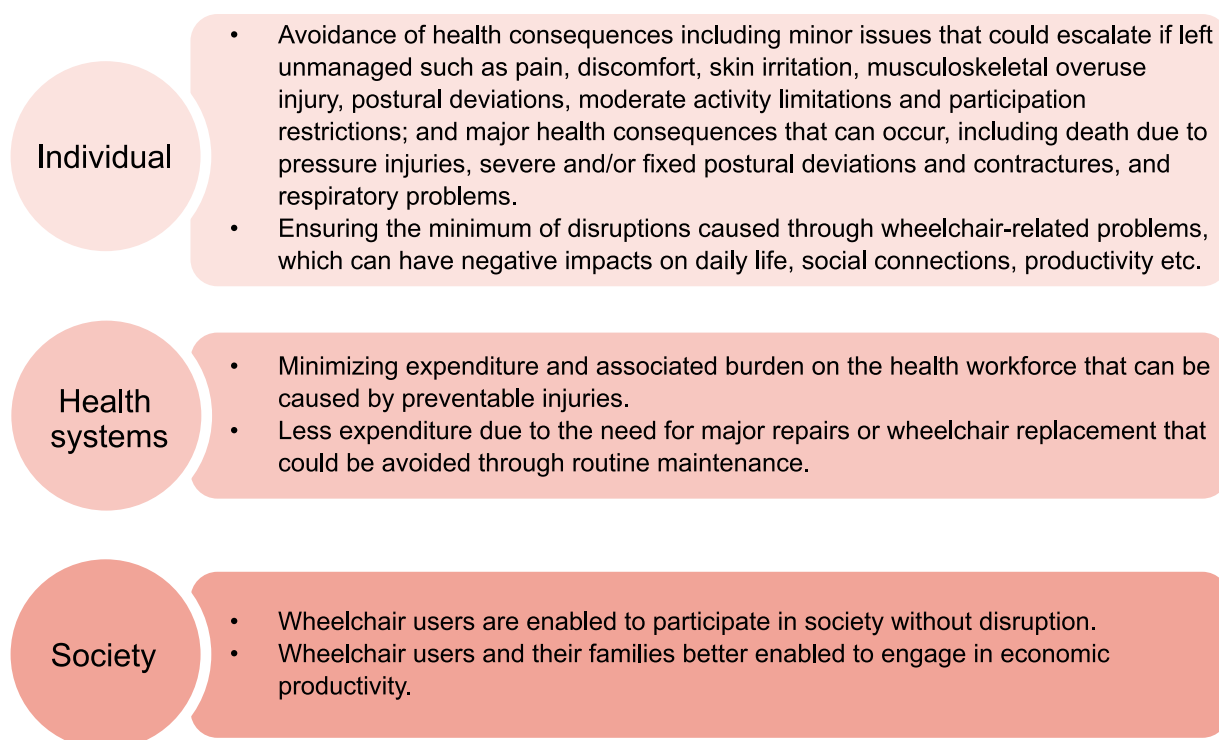 Individual
• Avoidance of health consequences including minor issues that could escalate if left
unmanaged such as pain, discomfort, skin irritation, musculoskeletal overuse
injury, postural deviations, moderate activity limitations and participation
restrictions; and major health consequences that can occur, including death due to
pressure injuries, severe and/or fixed postural deviations and contractures, and
respiratory problems.
• Ensuring the minimum of disruptions caused through wheelchair-related problems,
which can have negative impacts on daily life, social connections, productivity etc.
Health
systems
• Minimizing expenditure and associated burden on the health workforce that can be
caused by preventable injuries.
• Less expenditure due to the need for major repairs or wheelchair replacement that
could be avoided through routine maintenance.
Society
• Wheelchair users are enabled to participate in society without disruption.
• Wheelchair users and their families better enabled to engage in economic
productivity.